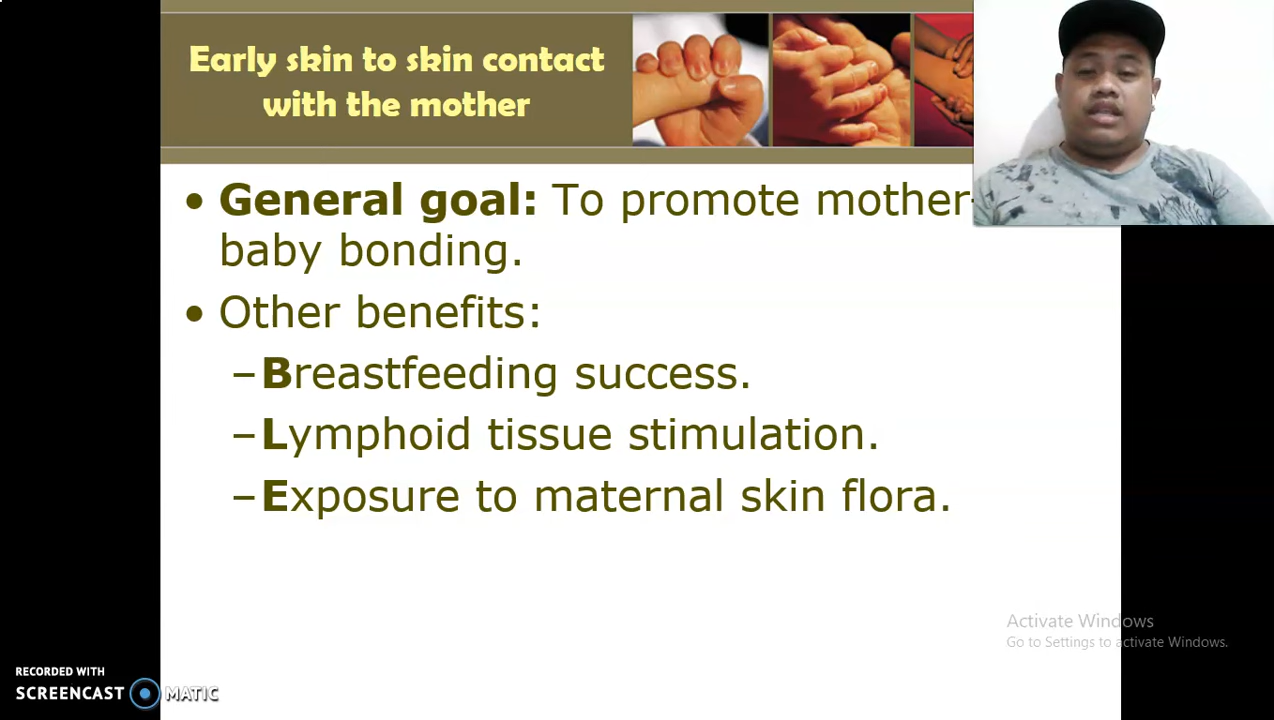 Early skin to skin contact
with the mother
• General goal: To promote mother-
baby bonding.
• Other benefits:
–Breastfeeding success.
–Lymphoid tissue stimulation.
–Exposure to maternal skin flora.
Activate Windows
Go to Settings to activate Windows.
RECORDED WITH
SCREENCAST MATIC